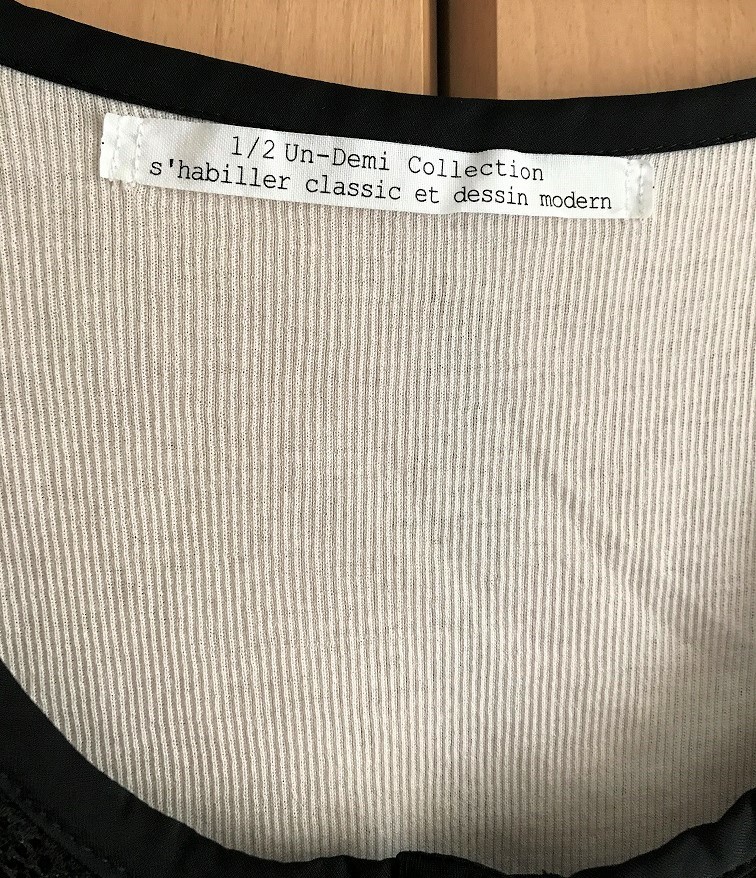 1/2 Un-Demi Collection
s'habiller classic et dessin modern